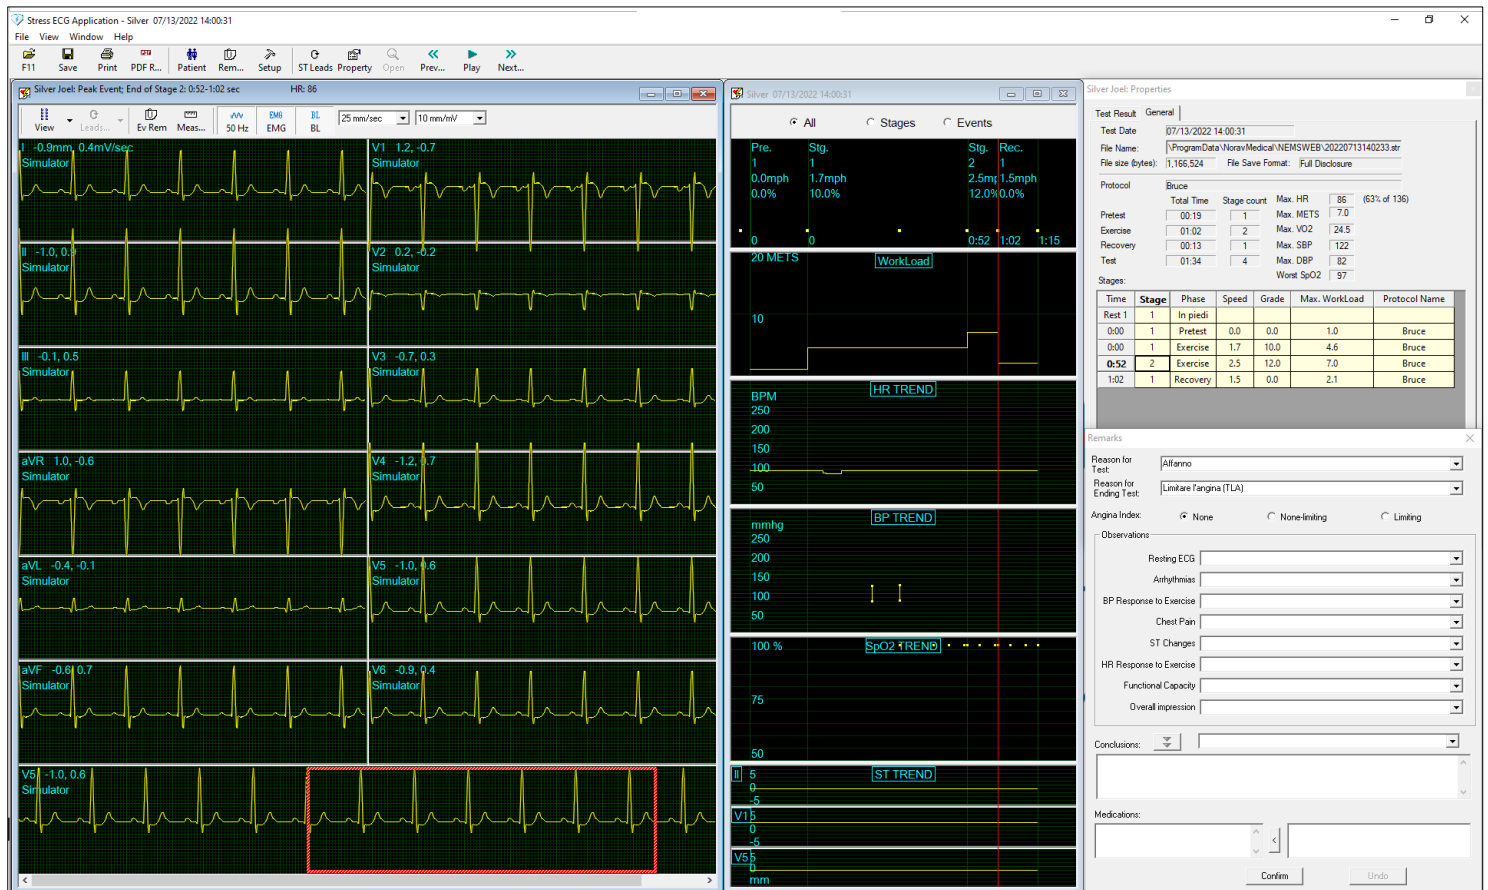 Stress ECG Application - Silver 07/13/2022 14:00:31
File View Window Help
F11 Save Print PDF R... Patient Rem... Setup ST Leads Property Open Prev... Play Next...
Silver Joel: Peak Event; End of Stage 2: 0:52-1:02 sec HR: 86
View Leads... Ev Rem Meas... 50 Hz EMG BL 25 mm/sec 10 mm/mV
EMG BL
I -0.9mm, 0.4mV/sec
Simulator
V1 1.2, -0.7
Simulator
II -1.0, 0.9
Simulator
V2 0.2, -0.2
Simulator
III -0.1, 0.5
Simulator
V3 -0.7, 0.3
Simulator
aVR 1.0, -0.6
Simulator
V4 -1.2, 0.7
Simulator
aVL -0.4, -0.1
Simulator
V5 -1.0, 0.6
Simulator
aVF -0.6, 0.7
Simulator
V6 -0.9, 0.4
Simulator
V5 -1.0, 0.6
Simulator
Silver 07/13/2022 14:00:31
All Stages Events
Pre. Stg. Stg. Rec.
1 1 2 1
0.0mph 1.7mph 2.5mp 1.5mph
0.0% 10.0% 12.0% 0.0%
0 0 0:52 1:02 1:15
20 METS WorkLoad
10
HR TREND
BPM
250
200
150
100
50
BP TREND
mmhg
250
200
150
100
50
100 % SpO2 TREND
75
50
II 5 ST TREND
0
-5
V1 5
0
-5
V5 5
0
mm
Silver Joel: Properties
Test Result General
Test Date 07/13/2022 14:00:31
File Name: \ProgramData\NoravMedical\NEMSWEB\20220713140233.str
File size (bytes): 1,166,524 File Save Format: Full Disclosure
Protocol Bruce
Total Time Stage count Max. HR 86 (63% of 136)
Pretest 00:19 1 Max. METS 7.0
Exercise 01:02 2 Max. VO2 24.5
Recovery 00:13 1 Max. SBP 122
Test 01:34 4 Max. DBP 82
Worst SpO2 97
Stages:
Time Stage Phase Speed Grade Max. WorkLoad Protocol Name
Rest 1 1 In piedi
0:00 1 Pretest 0.0 0.0 1.0 Bruce
0:00 1 Exercise 1.7 10.0 4.6 Bruce
0:52 2 Exercise 2.5 12.0 7.0 Bruce
1:02 1 Recovery 1.5 0.0 2.1 Bruce
Remarks
Reason for Test: Affanno
Reason for Ending Test: Limitare l'angina (TLA)
Angina Index: None None-limiting Limiting
Observations
Resting ECG
Arrhythmias
BP Response to Exercise
Chest Pain
ST Changes
HR Response to Exercise
Functional Capacity
Overall impression
Conclusions:
Medications:
<
Confirm Undo